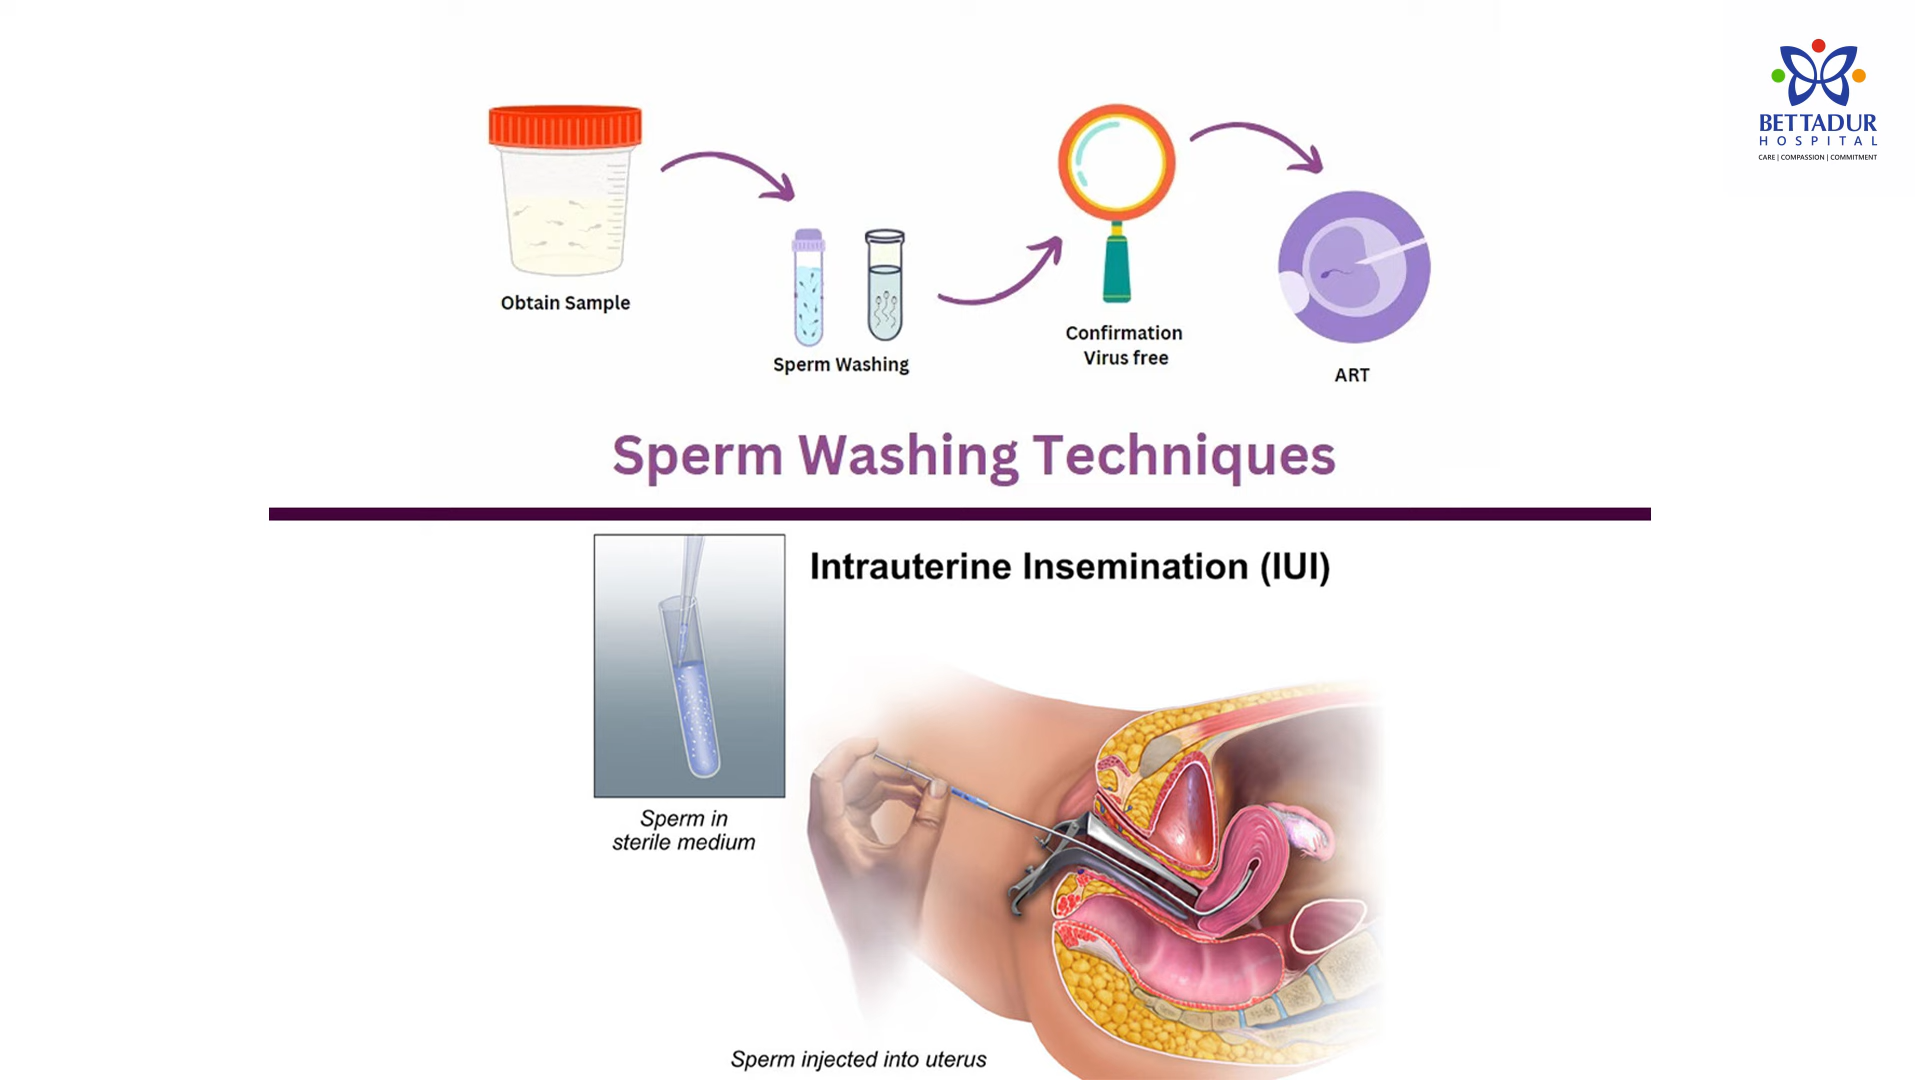 BETTADUR
HOSPITAL
CARE | COMPASSION | COMMITMENT
Obtain Sample
Sperm Washing
Confirmation
Virus free
ART
Sperm Washing Techniques
Intrauterine Insemination (IUI)
Sperm in
sterile medium
Sperm injected into uterus